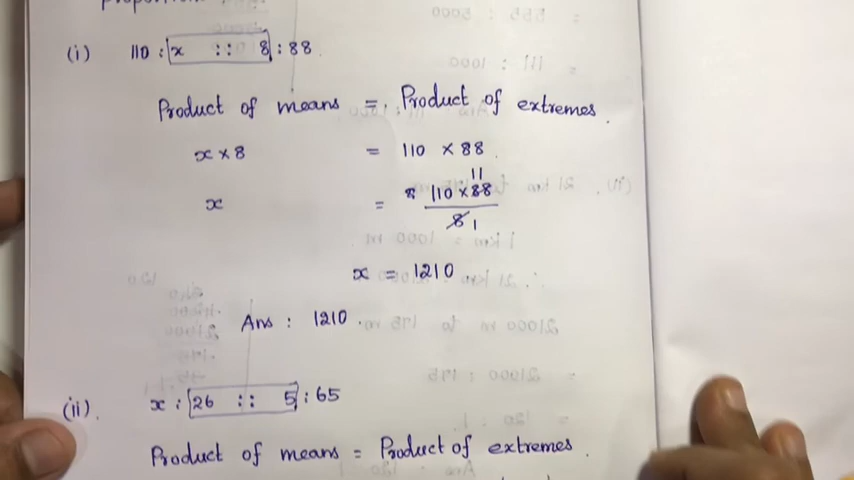 (i) 110 : x :: 8 : 88
Product of means = Product of extremes.
x × 8 = 110 × 88
11
x = 110 × 88
8 1
x = 1210
Ans : 1210.
(ii). x : 26 :: 5 : 65
Product of means = Product of extremes.